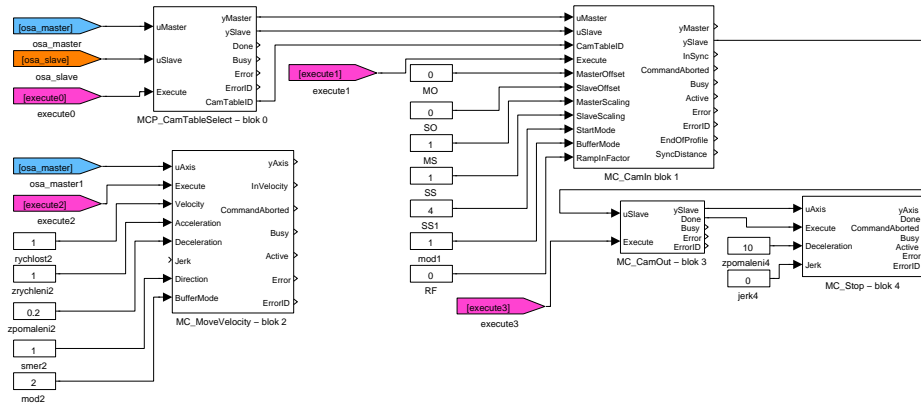 [osa_master]
osa_master
[osa_slave]
osa_slave
[execute0]
execute0
uMaster
uSlave
Execute
yMaster
ySlave
Done
Busy
Error
ErrorID
CamTableID
MCP_CamTableSelect – blok 0
[execute1]
execute1
0
MO
0
SO
1
MS
1
SS
4
SS1
1
mod1
0
RF
uMaster
uSlave
CamTableID
Execute
MasterOffset
SlaveOffset
MasterScaling
SlaveScaling
StartMode
BufferMode
RampInFactor
yMaster
ySlave
InSync
CommandAborted
Busy
Active
Error
ErrorID
EndOfProfile
SyncDistance
MC_CamIn blok 1
[osa_master]
osa_master1
[execute2]
execute2
1
rychlost2
1
zrychleni2
0.2
zpomaleni2
1
smer2
2
mod2
uAxis
Execute
Velocity
Acceleration
Deceleration
Jerk
Direction
BufferMode
yAxis
InVelocity
CommandAborted
Busy
Active
Error
ErrorID
MC_MoveVelocity – blok 2
[execute3]
execute3
uSlave
Execute
ySlave
Done
Busy
Error
ErrorID
MC_CamOut – blok 3
10
zpomaleni4
0
jerk4
uAxis
Execute
Deceleration
Jerk
yAxis
Done
CommandAborted
Busy
Active
Error
ErrorID
MC_Stop – blok 4